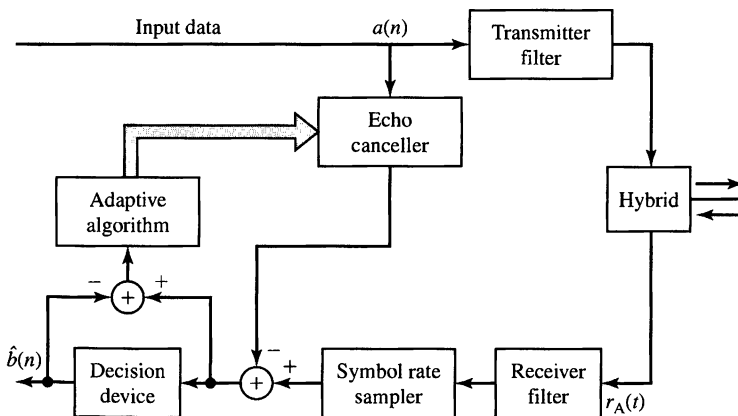 Input data
a(n)
Transmitter
filter
Echo
canceller
Hybrid
Adaptive
algorithm
−
+
+
b̂(n)
Decision
device
−
+
+
Symbol rate
sampler
Receiver
filter
r_A(t)